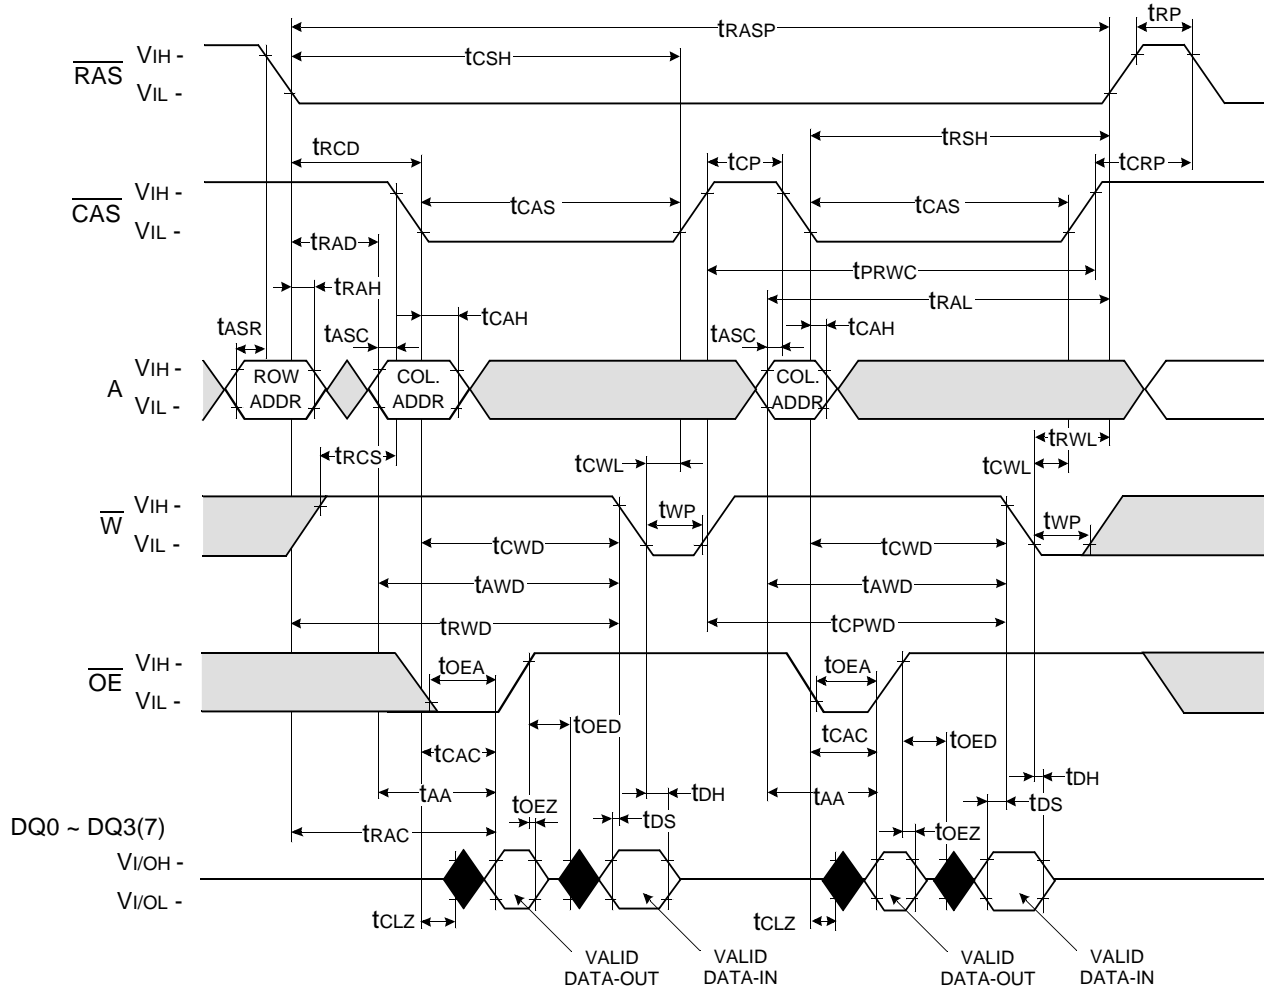 tRP
tRASP
tCSH
RAS
VIH -
VIL -
tRSH
tRCD
tCP
tCRP
CAS
VIH -
VIL -
tCAS
tCAS
tRAD
tPRWC
tRAH
tRAL
tASR
tASC
tCAH
tASC
tCAH
A
VIH -
VIL -
ROW
ADDR
COL.
ADDR
COL.
ADDR
tRWL
tRCS
tCWL
tCWL
W
VIH -
VIL -
tWP
tWP
tCWD
tCWD
tAWD
tAWD
tRWD
tCPWD
OE
VIH -
VIL -
tOEA
tOEA
tOED
tOED
tCAC
tCAC
tDH
tAA
tDH
tAA
tOEZ
tDS
tDS
DQ0 ~ DQ3(7)
tRAC
tOEZ
VI/OH -
VI/OL -
tCLZ
tCLZ
VALID
DATA-OUT
VALID
DATA-IN
VALID
DATA-OUT
VALID
DATA-IN